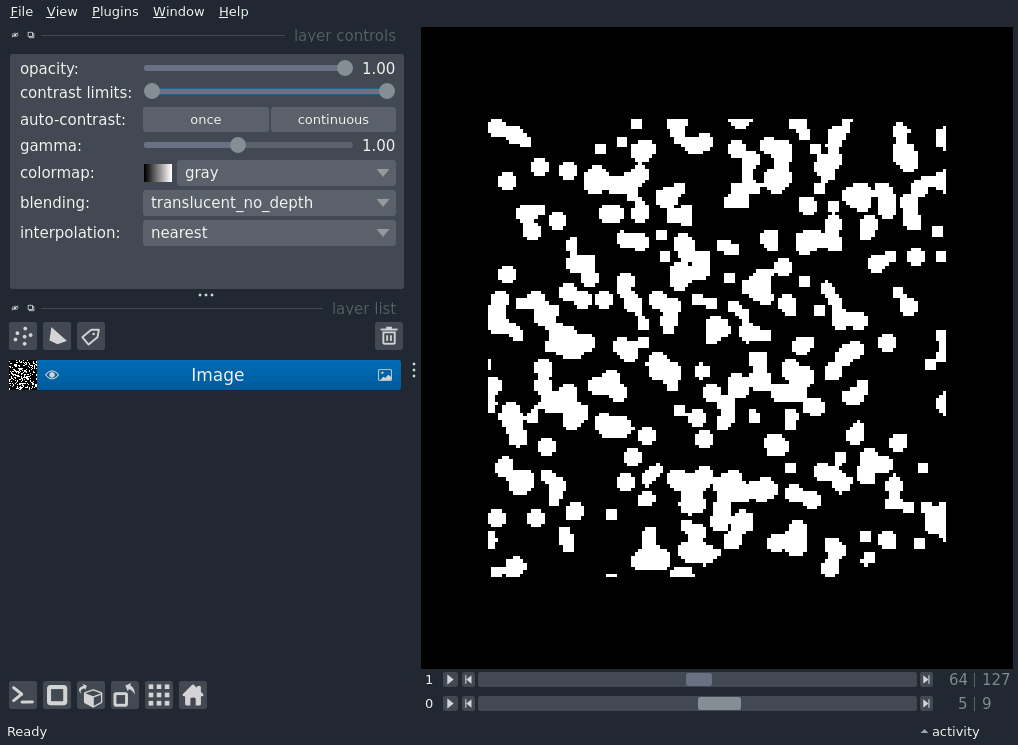 File View Plugins Window Help
layer controls
opacity: 1.00
contrast limits:
auto-contrast: once continuous
gamma: 1.00
colormap: gray
blending: translucent_no_depth
interpolation: nearest
layer list
Image
1 64 | 127
0 5 | 9
Ready activity